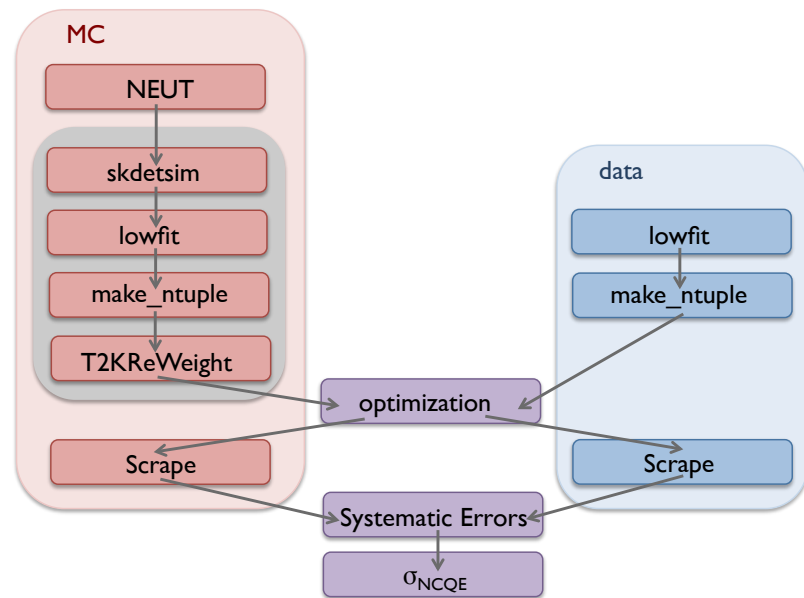 MC
NEUT
skdetsim
lowfit
make_ntuple
T2KReWeight
Scrape
data
lowfit
make_ntuple
Scrape
optimization
Systematic Errors
σNCQE